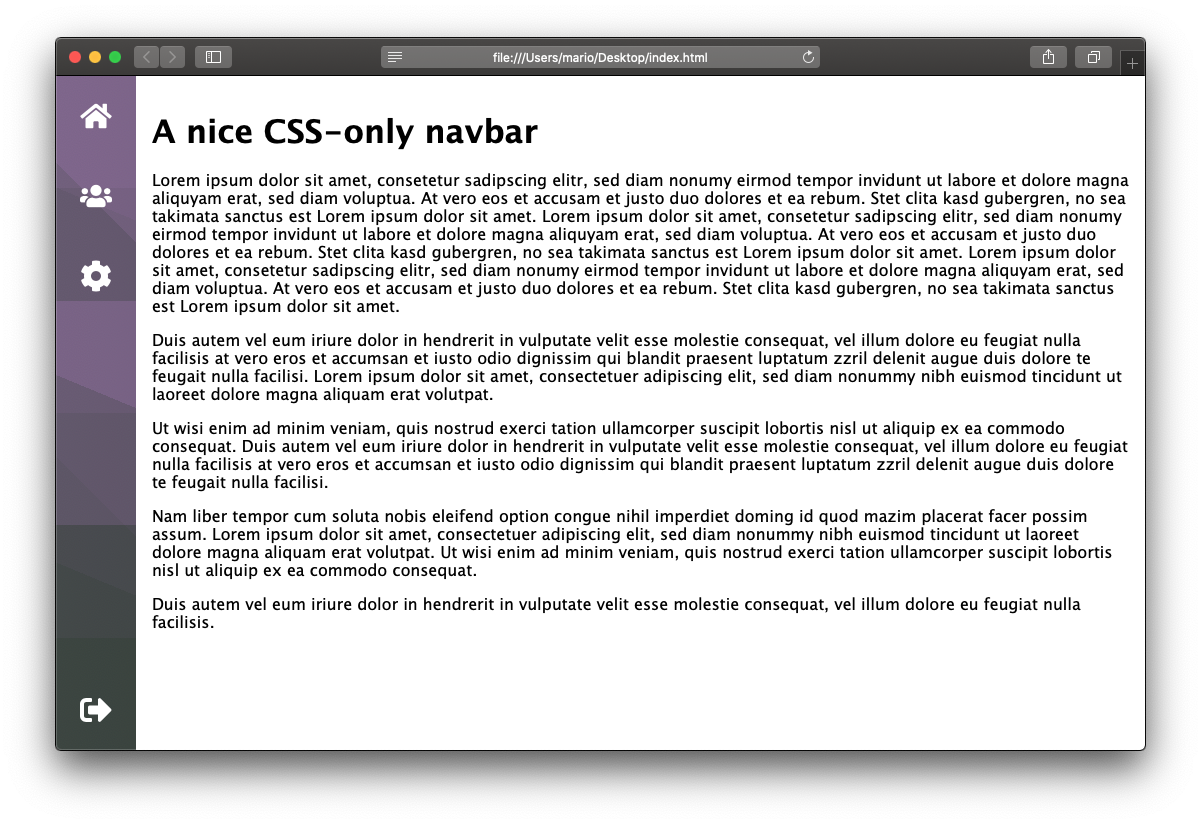 file:///Users/mario/Desktop/index.html
A nice CSS-only navbar
Lorem ipsum dolor sit amet, consetetur sadipscing elitr, sed diam nonumy eirmod tempor invidunt ut labore et dolore magna
aliquyam erat, sed diam voluptua. At vero eos et accusam et justo duo dolores et ea rebum. Stet clita kasd gubergren, no sea
takimata sanctus est Lorem ipsum dolor sit amet. Lorem ipsum dolor sit amet, consetetur sadipscing elitr, sed diam nonumy
eirmod tempor invidunt ut labore et dolore magna aliquyam erat, sed diam voluptua. At vero eos et accusam et justo duo
dolores et ea rebum. Stet clita kasd gubergren, no sea takimata sanctus est Lorem ipsum dolor sit amet. Lorem ipsum dolor
sit amet, consetetur sadipscing elitr, sed diam nonumy eirmod tempor invidunt ut labore et dolore magna aliquyam erat, sed
diam voluptua. At vero eos et accusam et justo duo dolores et ea rebum. Stet clita kasd gubergren, no sea takimata sanctus
est Lorem ipsum dolor sit amet.
Duis autem vel eum iriure dolor in hendrerit in vulputate velit esse molestie consequat, vel illum dolore eu feugiat nulla
facilisis at vero eros et accumsan et iusto odio dignissim qui blandit praesent luptatum zzril delenit augue duis dolore te
feugait nulla facilisi. Lorem ipsum dolor sit amet, consectetuer adipiscing elit, sed diam nonummy nibh euismod tincidunt ut
laoreet dolore magna aliquam erat volutpat.
Ut wisi enim ad minim veniam, quis nostrud exerci tation ullamcorper suscipit lobortis nisl ut aliquip ex ea commodo
consequat. Duis autem vel eum iriure dolor in hendrerit in vulputate velit esse molestie consequat, vel illum dolore eu feugiat
nulla facilisis at vero eros et accumsan et iusto odio dignissim qui blandit praesent luptatum zzril delenit augue duis dolore
te feugait nulla facilisi.
Nam liber tempor cum soluta nobis eleifend option congue nihil imperdiet doming id quod mazim placerat facer possim
assum. Lorem ipsum dolor sit amet, consectetuer adipiscing elit, sed diam nonummy nibh euismod tincidunt ut laoreet
dolore magna aliquam erat volutpat. Ut wisi enim ad minim veniam, quis nostrud exerci tation ullamcorper suscipit lobortis
nisl ut aliquip ex ea commodo consequat.
Duis autem vel eum iriure dolor in hendrerit in vulputate velit esse molestie consequat, vel illum dolore eu feugiat nulla
facilisis.